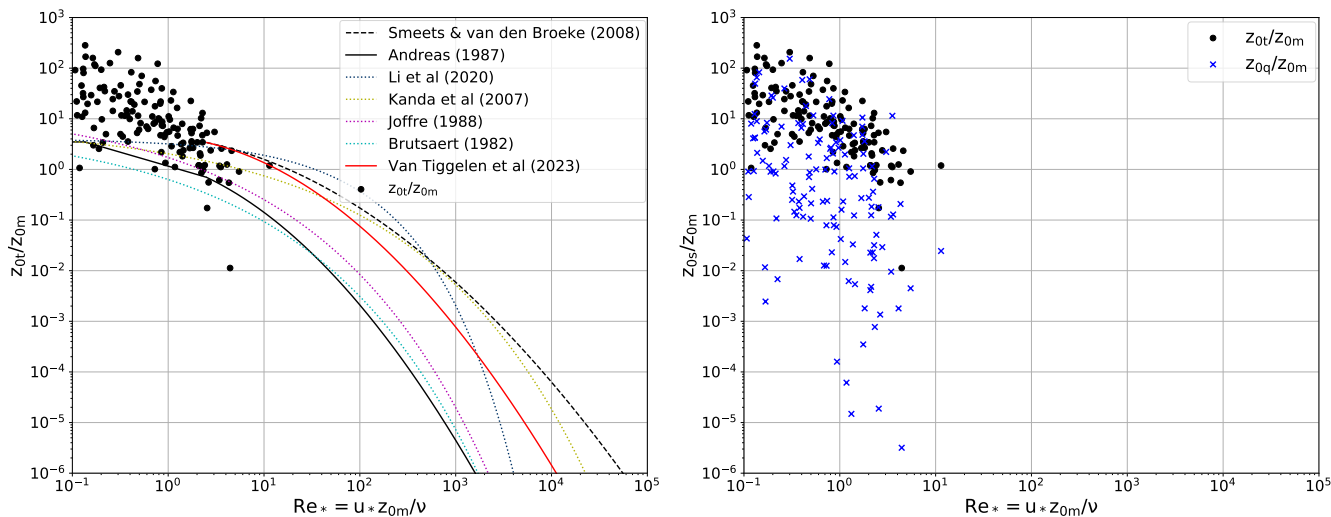 10³
10²
10¹
10⁰
10⁻¹
10⁻²
10⁻³
10⁻⁴
10⁻⁵
10⁻⁶
z₀ₜ/z₀ₘ
10⁻¹ 10⁰ 10¹ 10² 10³ 10⁴ 10⁵
Re* = u*z₀ₘ/ν
Smeets & van den Broeke (2008)
Andreas (1987)
Li et al (2020)
Kanda et al (2007)
Joffre (1988)
Brutsaert (1982)
Van Tiggelen et al (2023)
z₀ₜ/z₀ₘ
10³
10²
10¹
10⁰
10⁻¹
10⁻²
10⁻³
10⁻⁴
10⁻⁵
10⁻⁶
z₀ₛ/z₀ₘ
10⁻¹ 10⁰ 10¹ 10² 10³ 10⁴ 10⁵
Re* = u*z₀ₘ/ν
z₀ₜ/z₀ₘ
z₀q/z₀ₘ